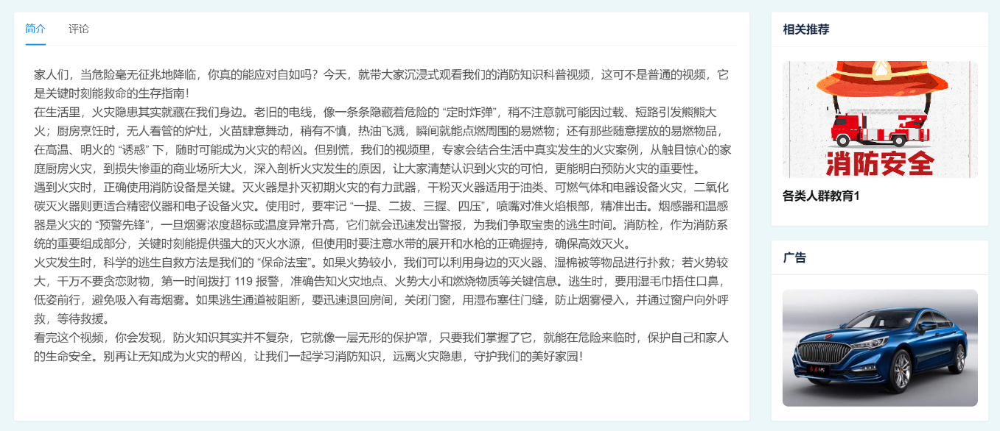 简介 评论
家人们，当危险毫无征兆地降临，你真的能应对自如吗？今天，就带大家沉浸式观看我们的消防知识科普视频，这可不是普通的视频，它
是关键时刻能救命的生存指南！
在生活里，火灾隐患其实就藏在我们身边。老旧的电线，像一条条隐藏着危险的 “定时炸弹”，稍不注意就可能因过载、短路引发熊熊大
火；厨房烹饪时，无人看管的炉灶，火苗肆意舞动，稍有不慎，热油飞溅，瞬间就能点燃周围的易燃物；还有那些随意摆放的易燃物品，
在高温、明火的 “诱惑” 下，随时可能成为火灾的帮凶。但别慌，我们的视频里，专家会结合生活中真实发生的火灾案例，从触目惊心的家
庭厨房火灾，到损失惨重的商业场所大火，深入剖析火灾发生的原因，让大家清楚认识到火灾的可怕，更能明白预防火灾的重要性。
遇到火灾时，正确使用消防设备是关键。灭火器是扑灭初期火灾的有力武器，干粉灭火器适用于油类、可燃气体和电器设备火灾，二氧化
碳灭火器则更适合精密仪器和电子设备火灾。使用时，要牢记 “一提、二拔、三握、四压”，喷嘴对准火焰根部，精准出击。烟感器和温感
器是火灾的 “预警先锋”，一旦烟雾浓度超标或温度异常升高，它们就会迅速发出警报，为我们争取宝贵的逃生时间。消防栓，作为消防系
统的重要组成部分，关键时刻能提供强大的灭火水源，但使用时要注意水带的展开和水枪的正确握持，确保高效灭火。
火灾发生时，科学的逃生自救方法是我们的 “保命法宝”。如果火势较小，我们可以利用身边的灭火器、湿棉被等物品进行扑救；若火势较
大，千万不要贪恋财物，第一时间拨打 119 报警，准确告知火灾地点、火势大小和燃烧物质等关键信息。逃生时，要用湿毛巾捂住口鼻，
低姿前行，避免吸入有毒烟雾。如果逃生通道被阻断，要迅速退回房间，关闭门窗，用湿布塞住门缝，防止烟雾侵入，并通过窗户向外呼
救，等待救援。
看完这个视频，你会发现，防火知识其实并不复杂，它就像一层无形的保护罩，只要我们掌握了它，就能在危险来临时，保护自己和家人
的生命安全。别再让无知成为火灾的帮凶，让我们一起学习消防知识，远离火灾隐患，守护我们的美好家园！
相关推荐
消防安全
各类人群教育1
广告